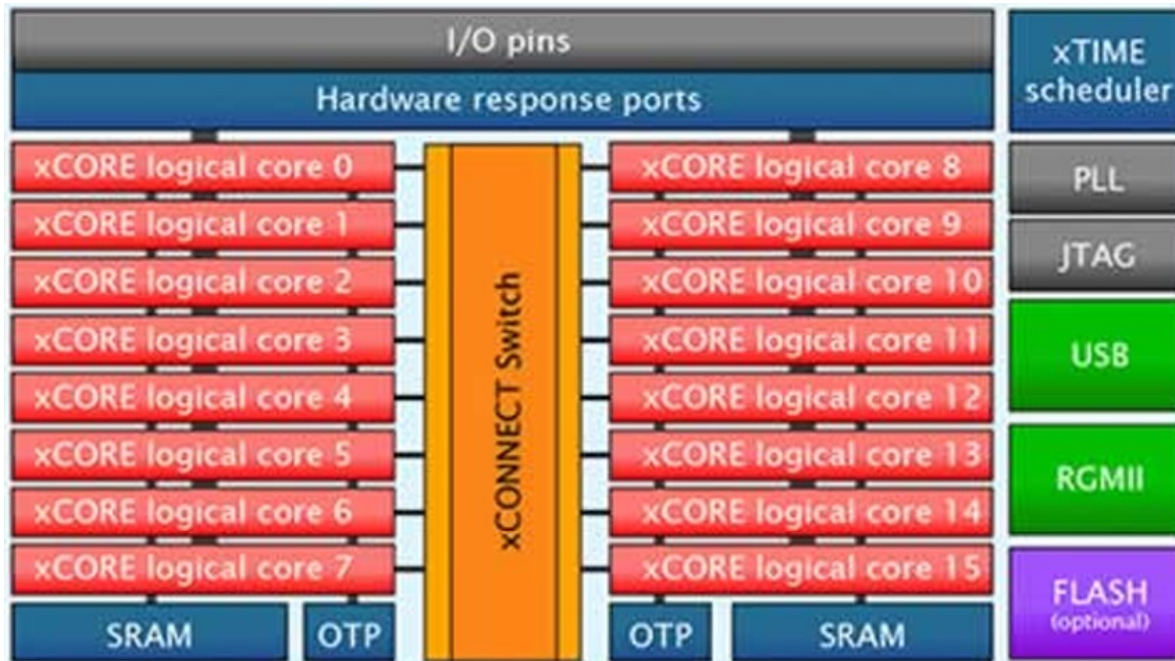 I/O pins
Hardware response ports
xTIME
scheduler
xCORE logical core 0
xCORE logical core 1
xCORE logical core 2
xCORE logical core 3
xCORE logical core 4
xCORE logical core 5
xCORE logical core 6
xCORE logical core 7
SRAM
OTP
xCONNECT Switch
xCORE logical core 8
xCORE logical core 9
xCORE logical core 10
xCORE logical core 11
xCORE logical core 12
xCORE logical core 13
xCORE logical core 14
xCORE logical core 15
OTP
SRAM
PLL
JTAG
USB
RGMII
FLASH
(optional)